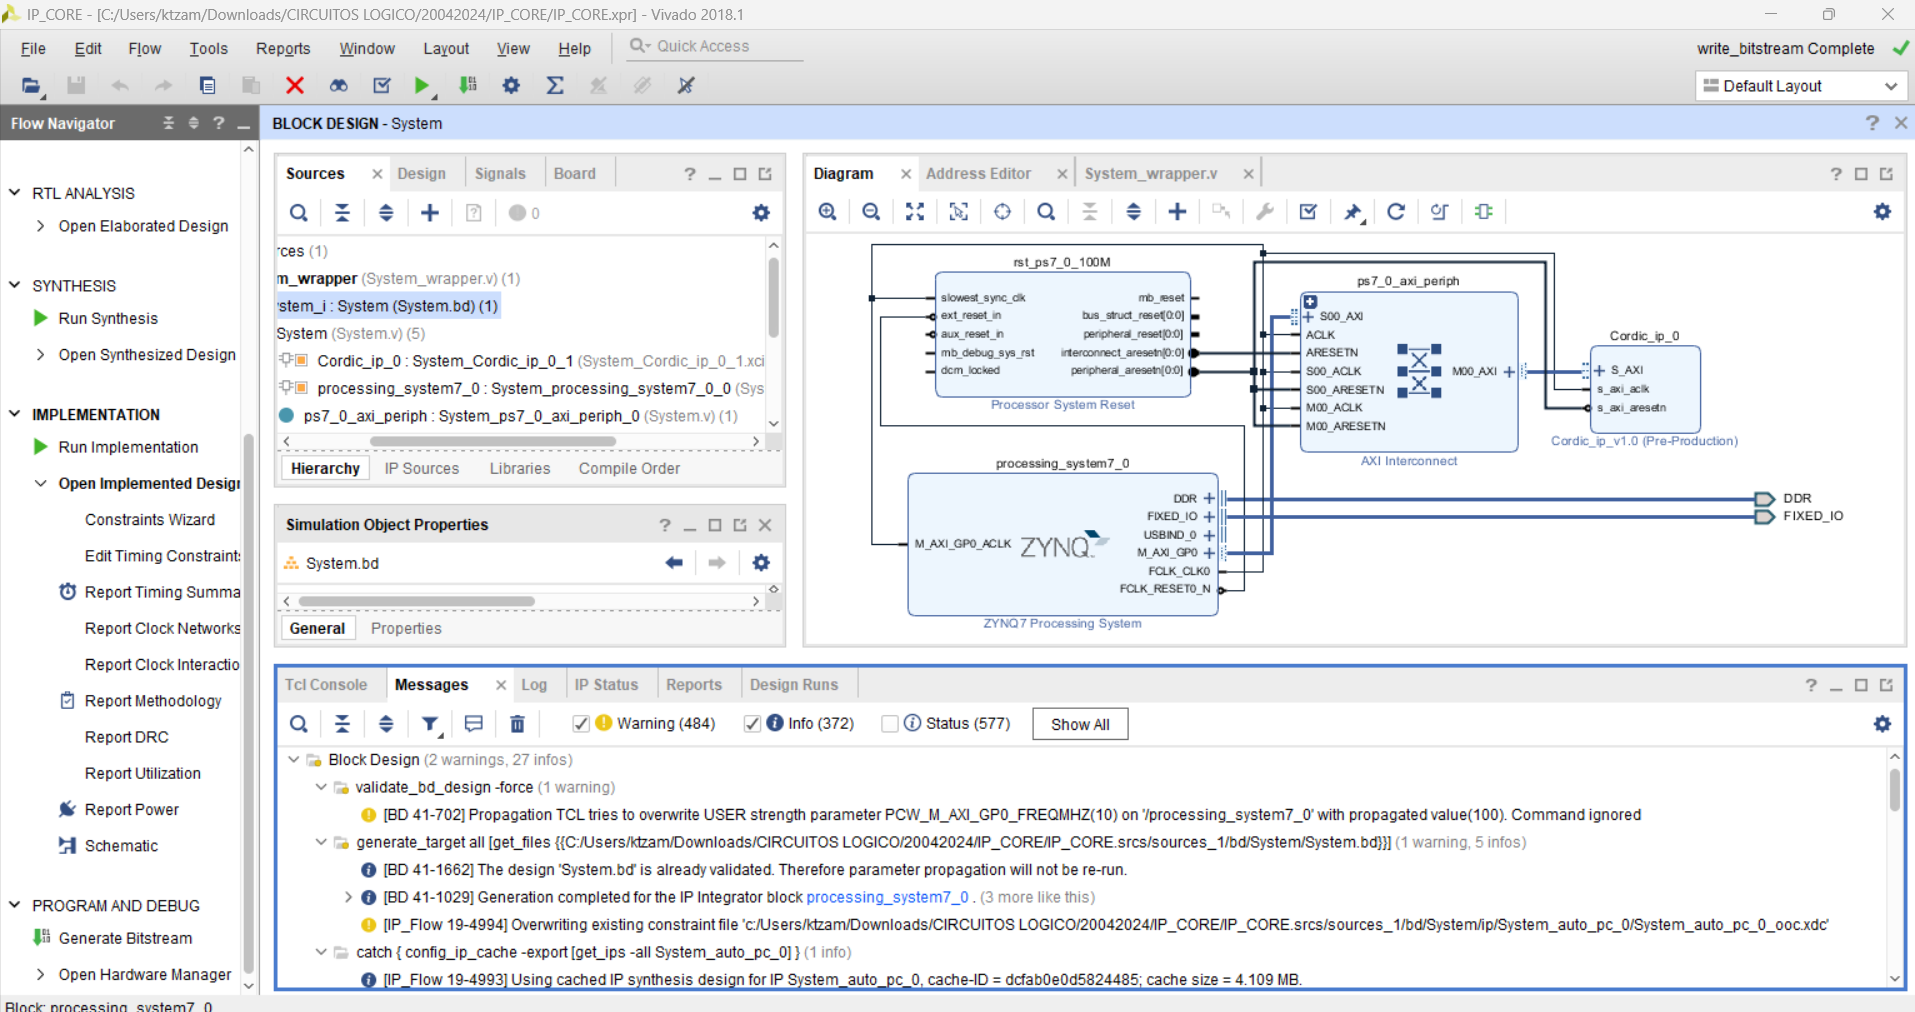 IP_CORE - [C:/Users/ktzam/Downloads/CIRCUITOS LOGICO/20042024/IP_CORE/IP_CORE.xpr] - Vivado 2018.1
File Edit Flow Tools Reports Window Layout View Help Quick Access
write_bitstream Complete
Default Layout
Flow Navigator
RTL ANALYSIS
Open Elaborated Design
SYNTHESIS
Run Synthesis
Open Synthesized Design
IMPLEMENTATION
Run Implementation
Open Implemented Desigr
Constraints Wizard
Edit Timing Constraint
Report Timing Summa
Report Clock Networks
Report Clock Interactio
Report Methodology
Report DRC
Report Utilization
Report Power
Schematic
PROGRAM AND DEBUG
Generate Bitstream
Open Hardware Manager
Block: processing_system7_0
BLOCK DESIGN - System
Sources Design Signals Board
0
rces (1)
m_wrapper (System_wrapper.v) (1)
stem_i : System (System.bd) (1)
System (System.v) (5)
Cordic_ip_0 : System_Cordic_ip_0_1 (System_Cordic_ip_0_1.xci
processing_system7_0 : System_processing_system7_0_0 (Sys
ps7_0_axi_periph : System_ps7_0_axi_periph_0 (System.v) (1)
Hierarchy IP Sources Libraries Compile Order
Simulation Object Properties
System.bd
General Properties
Diagram Address Editor System_wrapper.v
rst_ps7_0_100M
slowest_sync_clk
ext_reset_in
aux_reset_in
mb_debug_sys_rst
dcm_locked
mb_reset
bus_struct_reset[0:0]
peripheral_reset[0:0]
interconnect_aresetn[0:0]
peripheral_aresetn[0:0]
Processor System Reset
ps7_0_axi_periph
S00_AXI
ACLK
ARESETN
S00_ACLK
S00_ARESETN
M00_ACLK
M00_ARESETN
M00_AXI
AXI Interconnect
Cordic_ip_0
S_AXI
s_axi_aclk
s_axi_aresetn
Cordic_ip_v1.0 (Pre-Production)
processing_system7_0
M_AXI_GP0_ACLK
ZYNQ
DDR
FIXED_IO
USBIND_0
M_AXI_GP0
FCLK_CLK0
FCLK_RESET0_N
ZYNQ7 Processing System
DDR
FIXED_IO
Tcl Console Messages Log IP Status Reports Design Runs
Warning (484) Info (372) Status (577) Show All
Block Design (2 warnings, 27 infos)
validate_bd_design -force (1 warning)
[BD 41-702] Propagation TCL tries to overwrite USER strength parameter PCW_M_AXI_GP0_FREQMHZ(10) on '/processing_system7_0' with propagated value(100). Command ignored
generate_target all [get_files {{C:/Users/ktzam/Downloads/CIRCUITOS LOGICO/20042024/IP_CORE/IP_CORE.srcs/sources_1/bd/System/System.bd}}] (1 warning, 5 infos)
[BD 41-1662] The design 'System.bd' is already validated. Therefore parameter propagation will not be re-run.
[BD 41-1029] Generation completed for the IP Integrator block processing_system7_0 . (3 more like this)
[IP_Flow 19-4994] Overwriting existing constraint file 'c:/Users/ktzam/Downloads/CIRCUITOS LOGICO/20042024/IP_CORE/IP_CORE.srcs/sources_1/bd/System/ip/System_auto_pc_0/System_auto_pc_0_ooc.xdc'
catch { config_ip_cache -export [get_ips -all System_auto_pc_0] } (1 info)
[IP_Flow 19-4993] Using cached IP synthesis design for IP System_auto_pc_0, cache-ID = dcfab0e0d5824485; cache size = 4.109 MB.